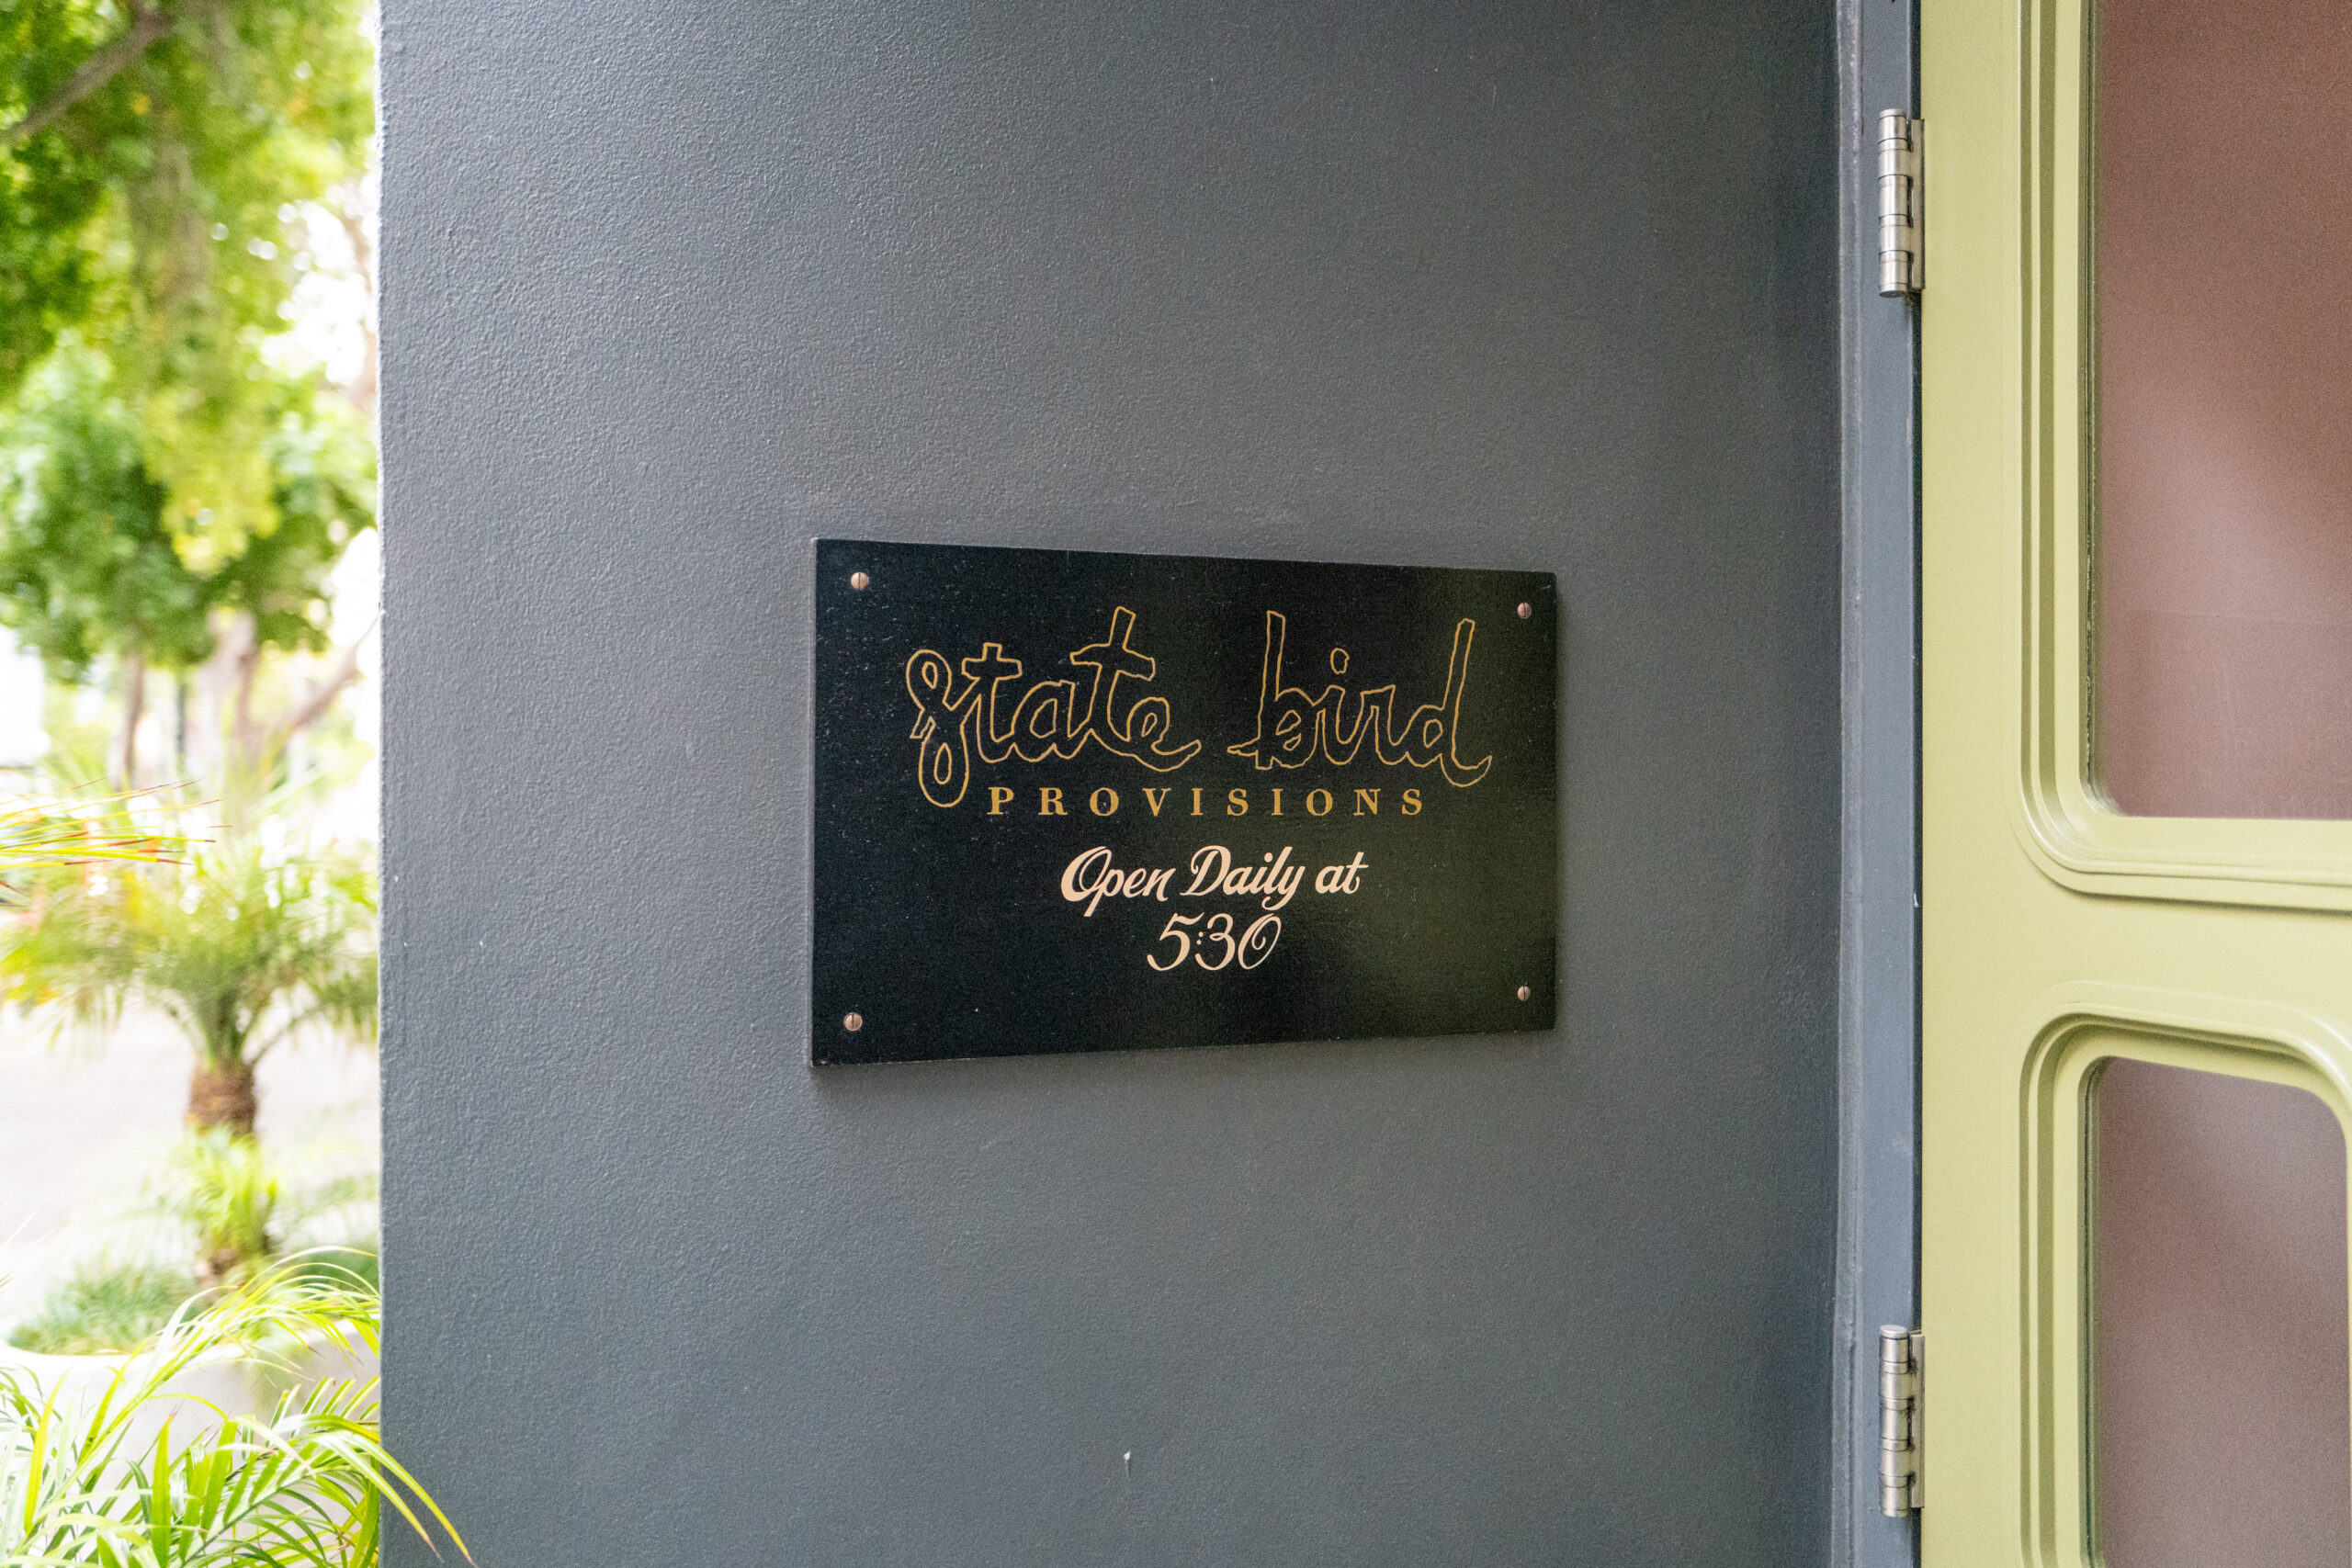 state bird
PROVISIONS
Open Daily at
5:30